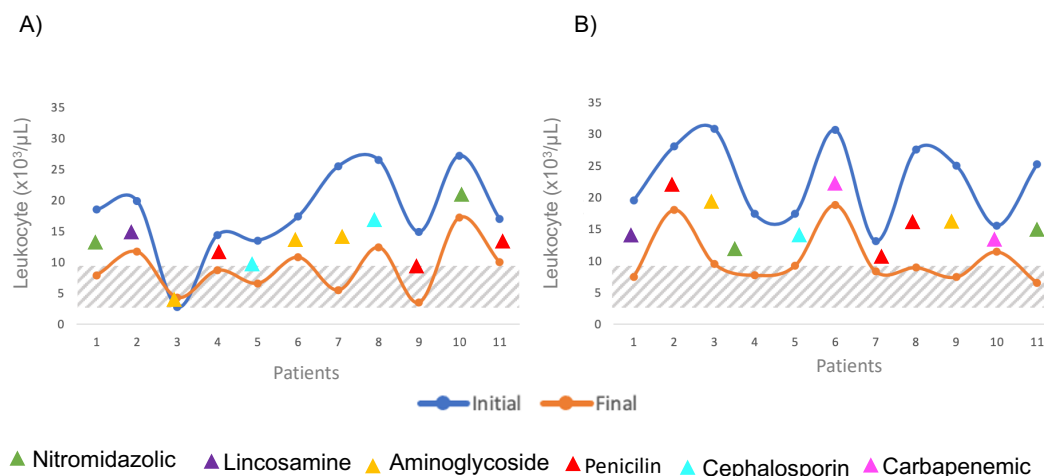 A)
B)
Leukocyte (x10³/µL)
35
30
25
20
15
10
5
0
1 2 3 4 5 6 7 8 9 10 11
Patients
Leukocyte (x10³/µL)
35
30
25
20
15
10
5
0
1 2 3 4 5 6 7 8 9 10 11
Patients
Initial Final
Nitromidazolic Lincosamine Aminoglycoside Penicilin Cephalosporin Carbapenemic